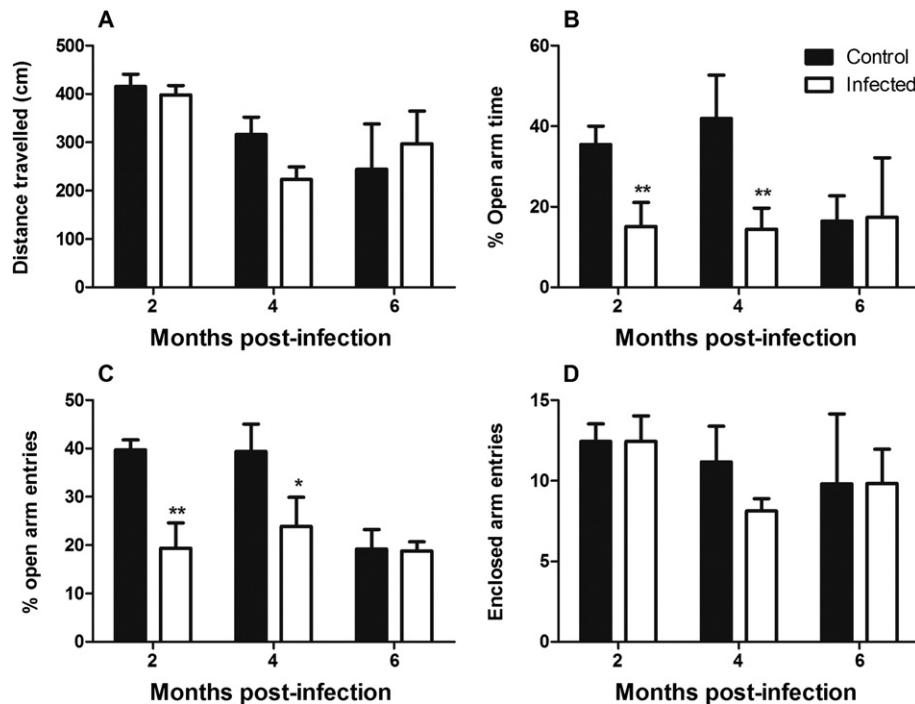 A
Distance travelled (cm)
500
400
300
200
100
0
2 4 6
Months post-infection
B
% Open arm time
60
40
20
0
** **
Control
Infected
2 4 6
Months post-infection
C
% open arm entries
50
40
30
20
10
0
** *
2 4 6
Months post-infection
D
Enclosed arm entries
15
10
5
0
2 4 6
Months post-infection